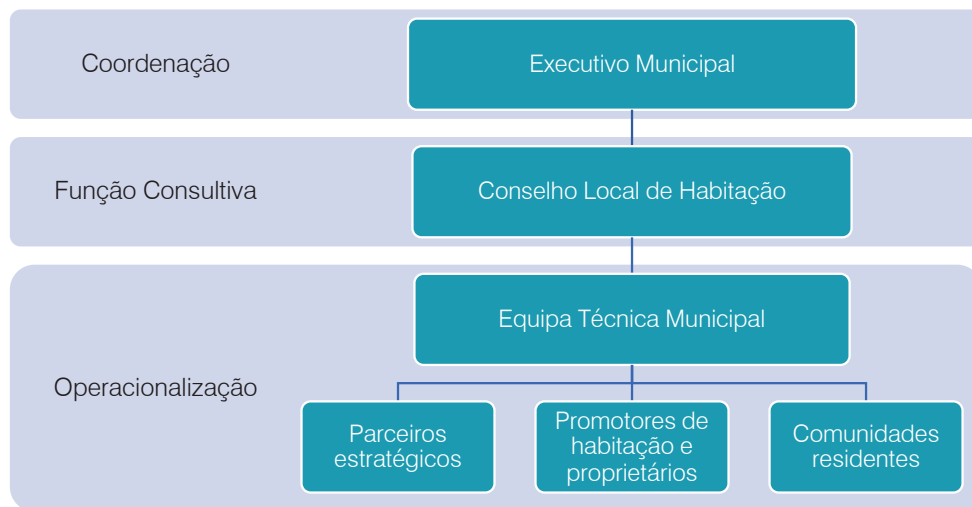 Coordenação
Executivo Municipal
Função Consultiva
Conselho Local de Habitação
Operacionalização
Equipa Técnica Municipal
Parceiros
estratégicos
Promotores de
habitação e
proprietários
Comunidades
residentes